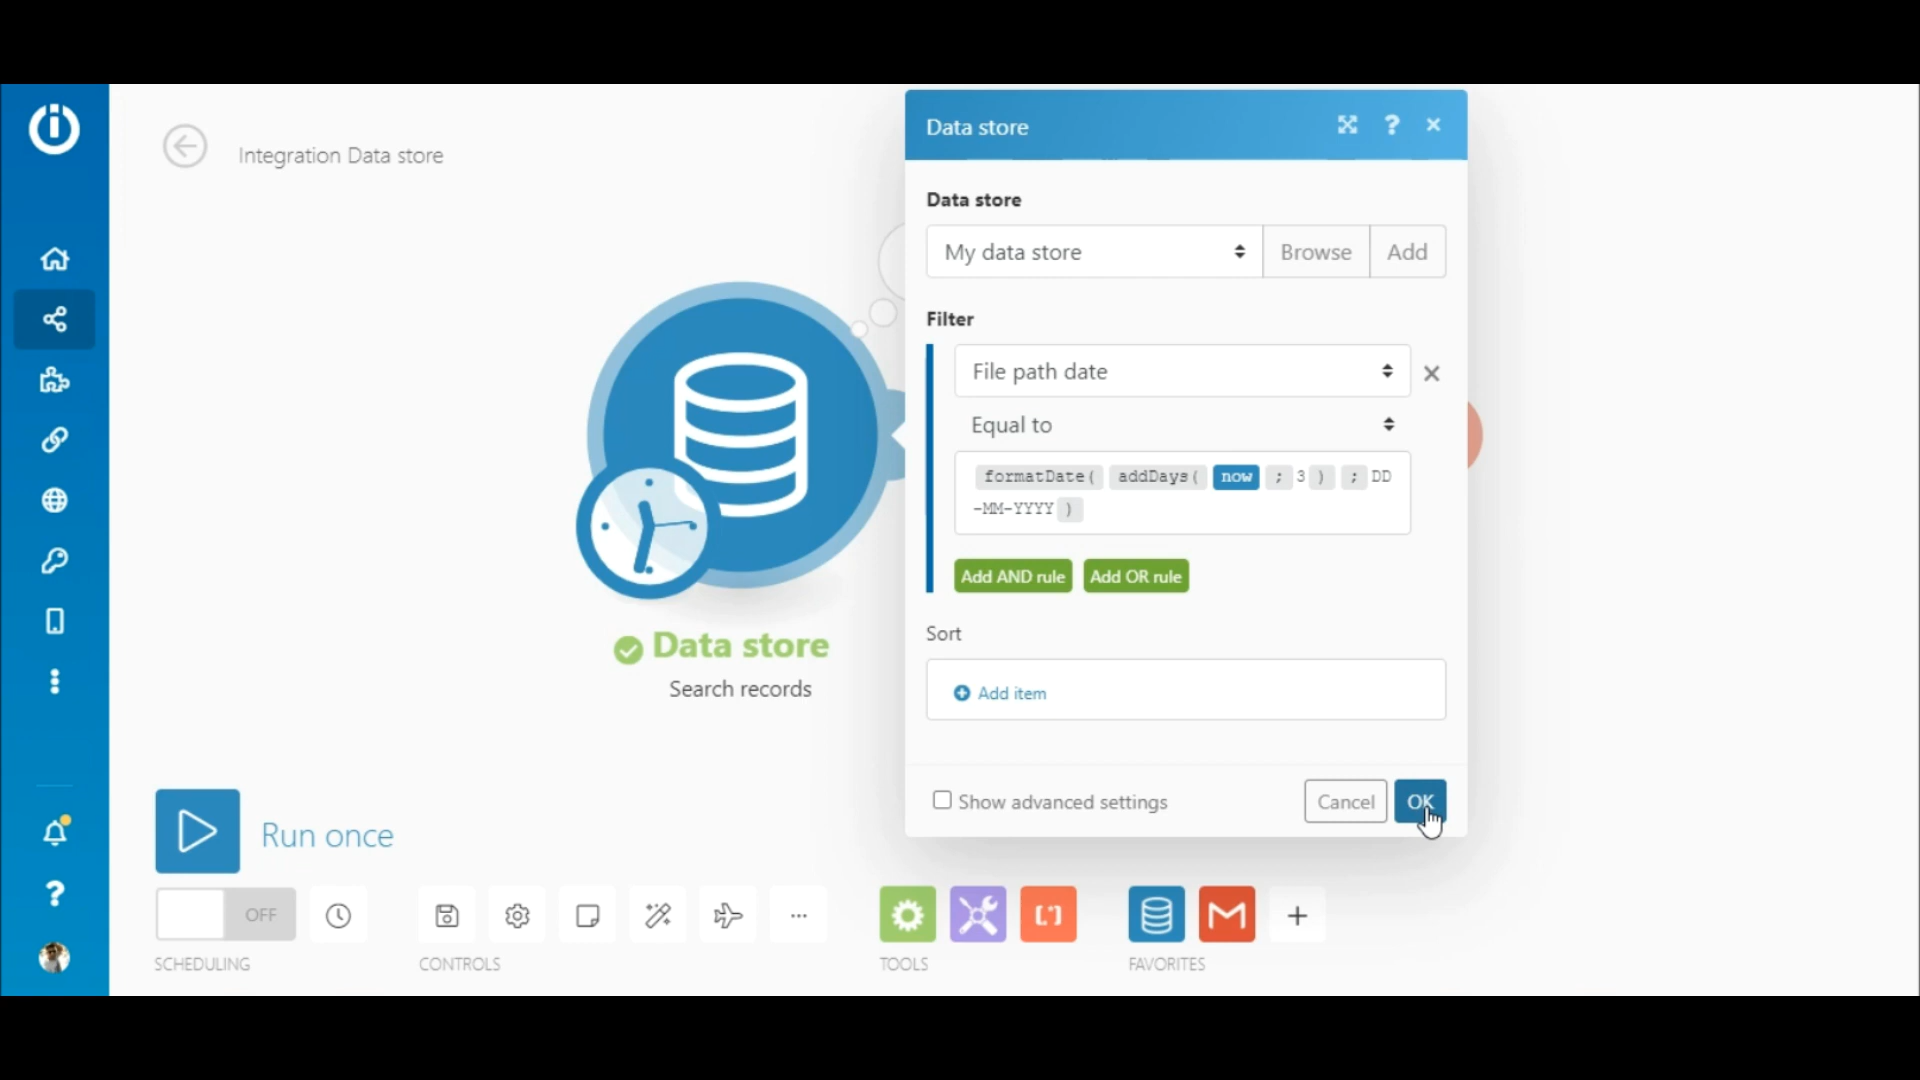 Integration Data store
Data store
?
Data store
My data store
Browse
Add
Filter
File path date
Equal to
formatDate( addDays( now ; 3 ) ; DD
-MM-YYYY )
Add AND rule
Add OR rule
Sort
Add item
Show advanced settings
Cancel
OK
Data store
Search records
Run once
OFF
SCHEDULING
CONTROLS
TOOLS
FAVORITES